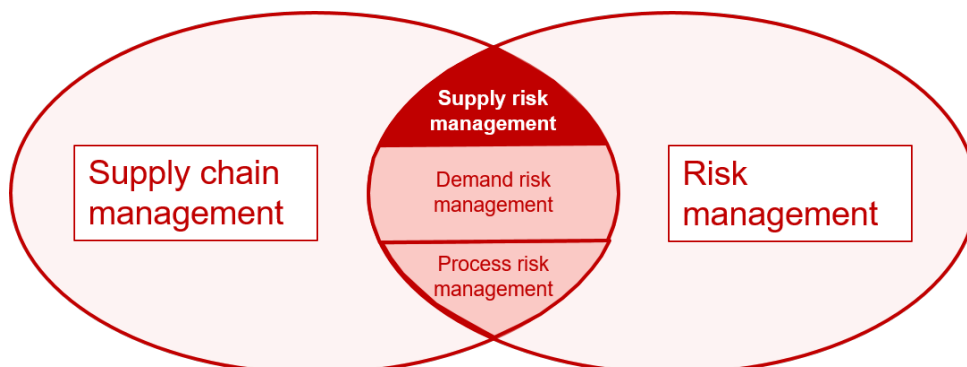 Supply risk
management
Supply chain
management
Demand risk
management
Risk
management
Process risk
management